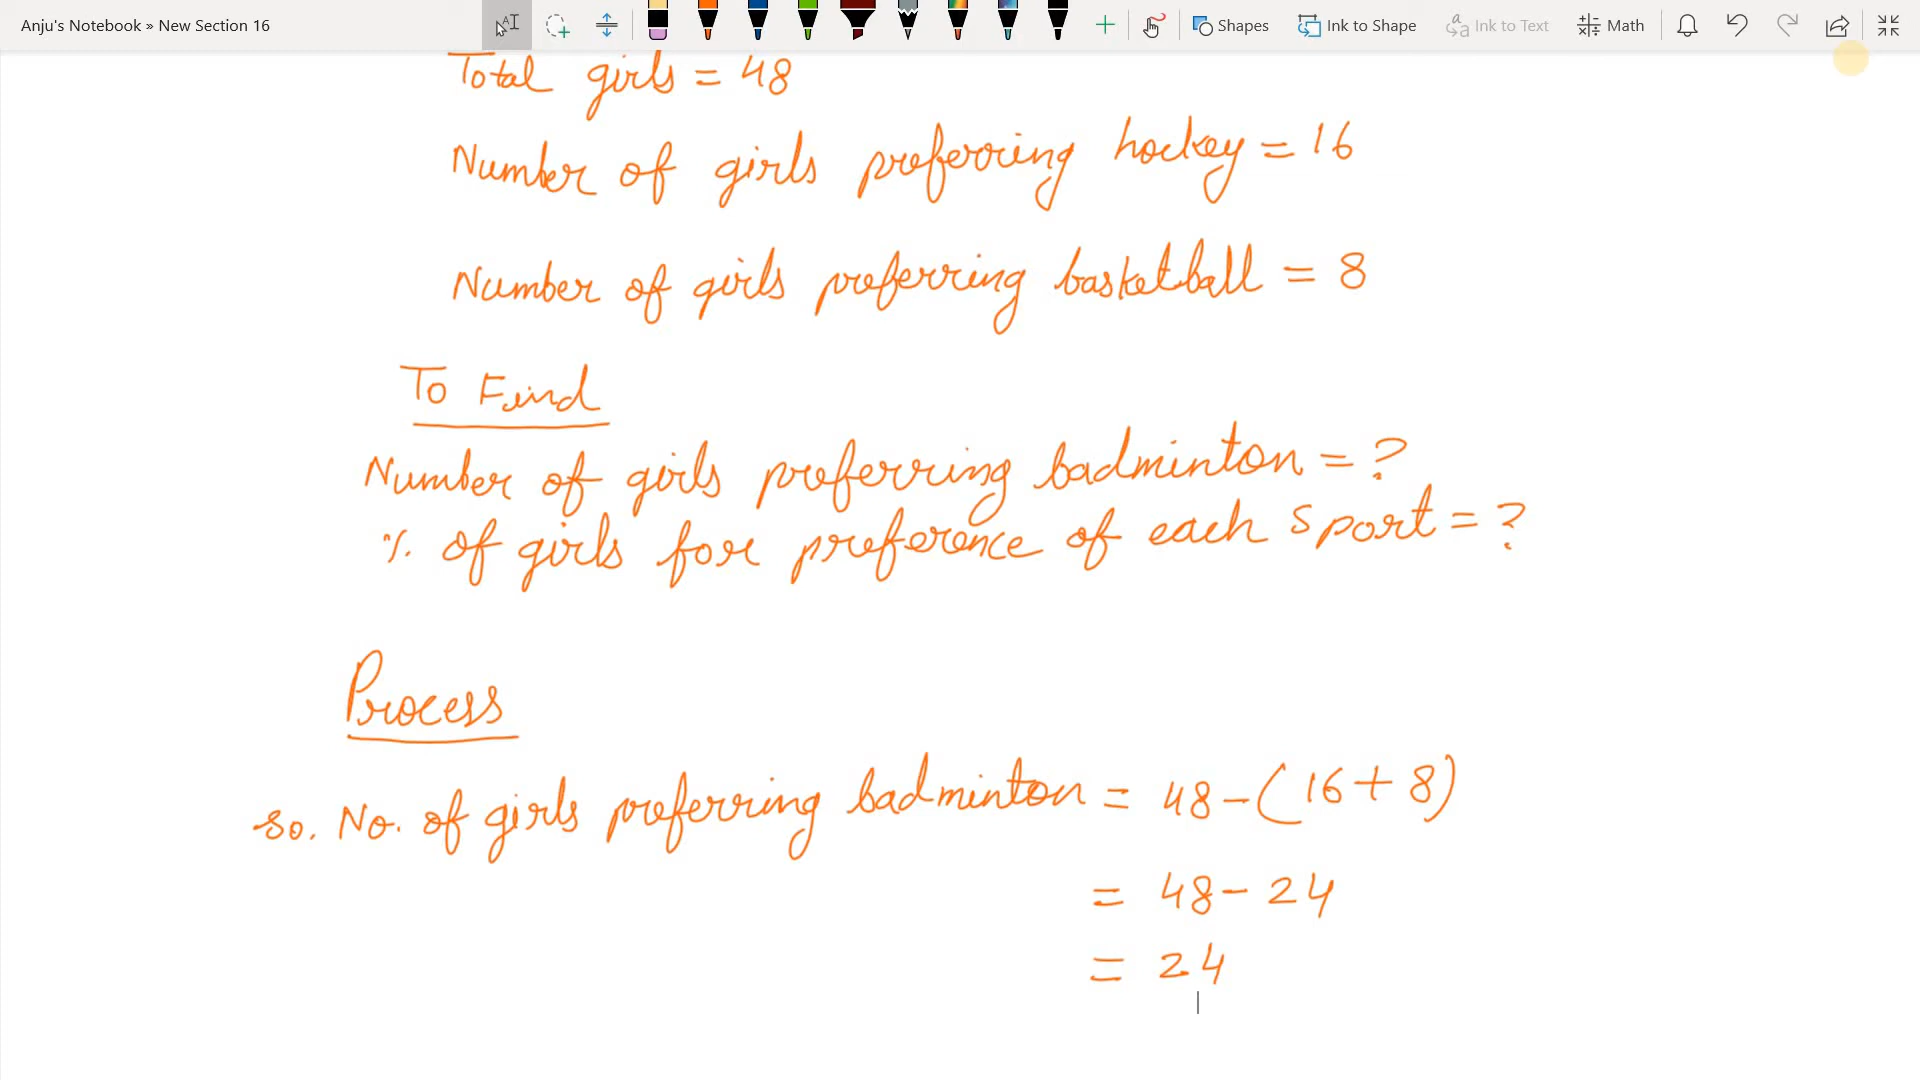 Anju's Notebook » New Section 16
Shapes Ink to Shape Ink to Text Math
Total girls = 48
Number of girls preferring hockey = 16
Number of girls preferring basketball = 8
To Find
Number of girls preferring badminton = ?
% of girls for preference of each sport = ?
Process
so. No. of girls preferring badminton = 48 - (16 + 8)
= 48 - 24
= 24